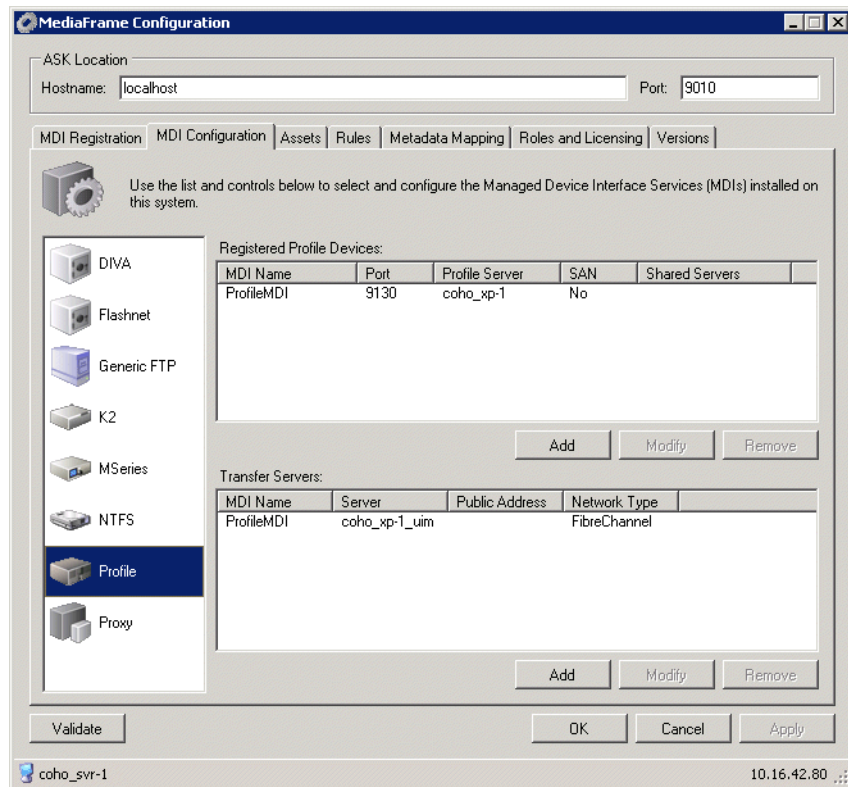 MediaFrame Configuration
ASK Location
Hostname: localhost Port: 9010
MDI Registration MDI Configuration Assets Rules Metadata Mapping Roles and Licensing Versions
Use the list and controls below to select and configure the Managed Device Interface Services (MDIs) installed on
this system.
DIVA
Flashnet
Generic FTP
K2
MSeries
NTFS
Profile
Proxy
Registered Profile Devices:
MDI Name Port Profile Server SAN Shared Servers
ProfileMDI 9130 coho_xp-1 No
Add Modify Remove
Transfer Servers:
MDI Name Server Public Address Network Type
ProfileMDI coho_xp-1_uim FibreChannel
Add Modify Remove
Validate OK Cancel Apply
coho_svr-1 10.16.42.80